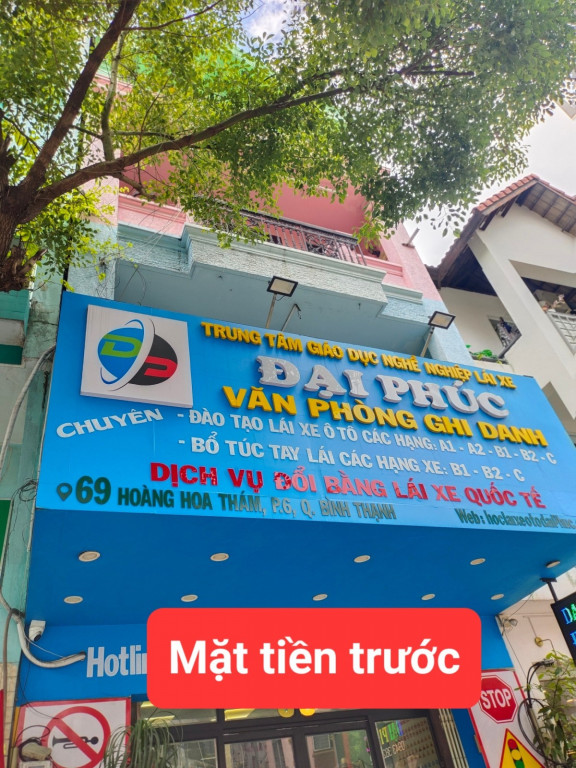 DP
TRUNG TÂM GIÁO DỤC NGHỀ NGHIỆP LÁI XE
ĐẠI PHÚC
VĂN PHÒNG GHI DANH
CHUYÊN - ĐÀO TẠO LÁI XE Ô TÔ CÁC HẠNG: A1 - A2 - B1 - B2 - C
- BỔ TÚC TAY LÁI CÁC HẠNG XE: B1 - B2 - C
DỊCH VỤ ĐỔI BẰNG LÁI XE QUỐC TẾ
69 HOÀNG HOA THÁM, P.6, Q. BÌNH THẠNH
Web:
Mặt tiền trước
STOP